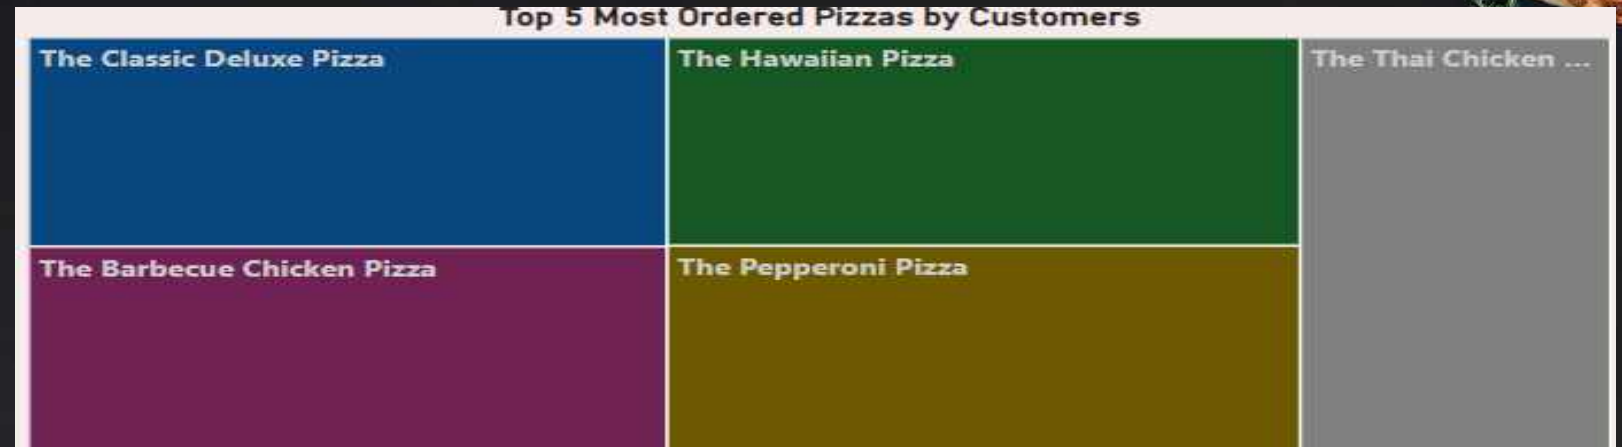 Top 5 Most Ordered Pizzas by Customers
The Classic Deluxe Pizza
The Hawaiian Pizza
The Thai Chicken ...
The Barbecue Chicken Pizza
The Pepperoni Pizza